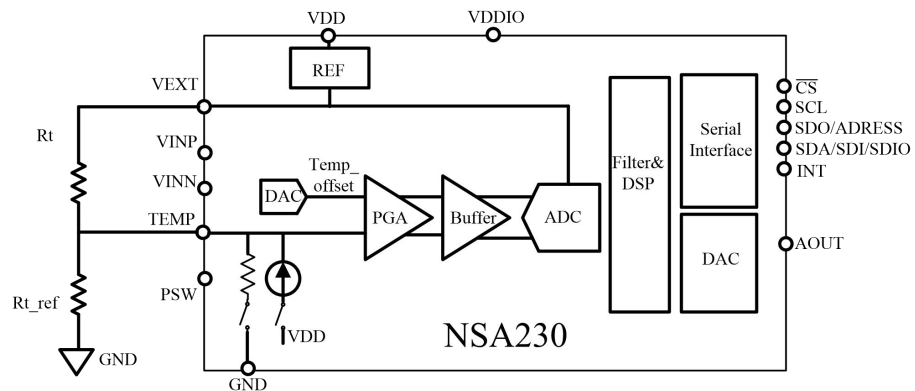 VDD
VDDIO
REF
VEXT
CS
SCL
Rt
SDO/ADRESS
VINP
Serial
Interface
SDA/SDI/SDIO
Temp_
offset
Filter&
DSP
INT
VINN
DAC
TEMP
PGA
Buffer
ADC
AOUT
DAC
PSW
Rt_ref
VDD
NSA230
GND
GND